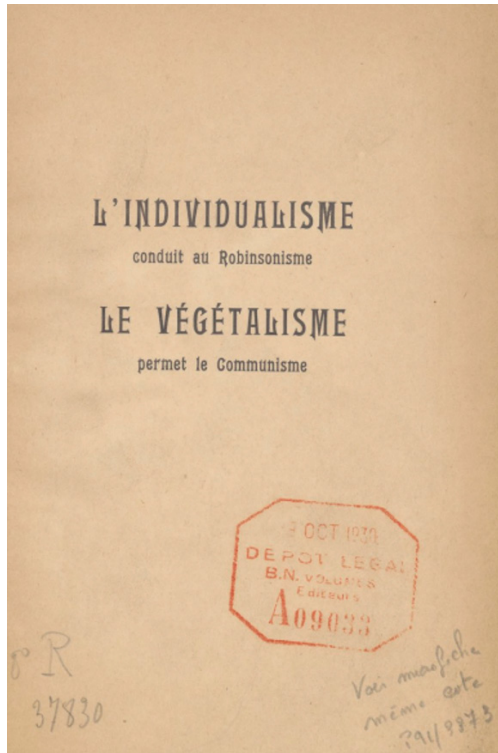 L'INDIVIDUALISME
conduit au Robinsonisme
LE VÉGÉTALISME
permet le Communisme
OCT 1939
DEPOT LEGAL
B.N. VOLUMES
Editeurs
A09033
8° R
37830
Voir microfiche
même cote